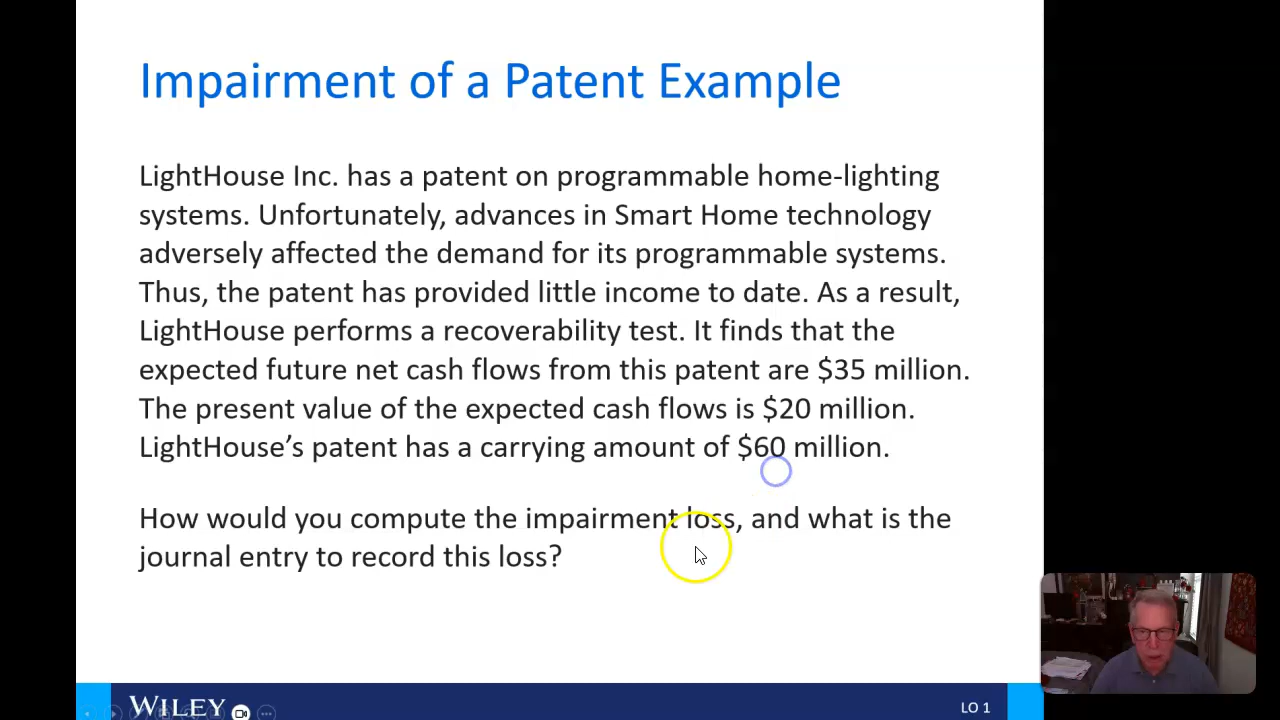 Impairment of a Patent Example
LightHouse Inc. has a patent on programmable home-lighting
systems. Unfortunately, advances in Smart Home technology
adversely affected the demand for its programmable systems.
Thus, the patent has provided little income to date. As a result,
LightHouse performs a recoverability test. It finds that the
expected future net cash flows from this patent are $35 million.
The present value of the expected cash flows is $20 million.
LightHouse’s patent has a carrying amount of $60 million.
How would you compute the impairment loss, and what is the
journal entry to record this loss?
WILEY
LO 1